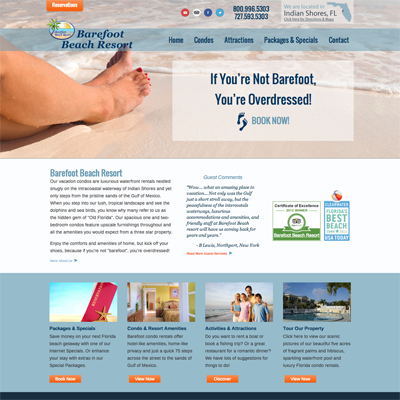 Reservations
800.996.5303
727.593.5303
We are located in
Indian Shores, FL
Click Here for Directions & Maps
Barefoot
Beach Resort
Home Condos Attractions Packages & Specials Contact
If You're Not Barefoot,
You're Overdressed!
BOOK NOW!
Barefoot Beach Resort
Our vacation condos are luxurious waterfront rentals nestled
snugly on the intracoastal waterway of Indian Shores and yet
only steps from the pristine sands of the Gulf of Mexico.
When you step into our lush, tropical landscape and see the
dolphins and sea birds, you know why many refer to us as
the hidden gem of "Old Florida". Our spacious one and two-
bedroom condos feature upscale furnishings throughout and
all the amenities you would expect from a three star property.
Enjoy the comforts and amenities of home, but kick off your
shoes, because if you're not "barefoot", you're overdressed!
More About Us
Guest Comments
"Wow... what an amazing place to
vacation... Not only was the Gulf
just a short stroll away, but the
peacefulness of the intercostals
waterways, luxurious
accommodations and amenities, and
friendly staff at Barefoot Beach
resort will have us coming back for
years and years."
- B Lewis, Northport, New York
Read More Guest Reviews
Certificate of Excellence
Barefoot Beach Resort
CLEARWATER
FLORIDA'S
BEST
BEACH
TOWN
USA TODAY
Packages & Specials
Save money on your next Florida
beach getaway with one of our
Internet Specials. Or enhance
your stay with extras in our
Special Packages.
Book Now
Condo & Resort Amenities
Barefoot condo rentals offer
hotel-like amenities, home-like
privacy and just a quick 75 steps
across the street to the sands of
Gulf of Mexico.
View Now
Activities & Attractions
Do you want to rent a boat or
book a fishing trip? Or a great
restaurant for a romantic dinner?
We have lots of suggestions for
things to do!
Discover
Tour Our Property
Click here to view our scenic
pictures of our beautiful five acres
of fragrant palms and hibiscus,
sparkling waterfront pool and
luxury Florida condo rentals.
View Now